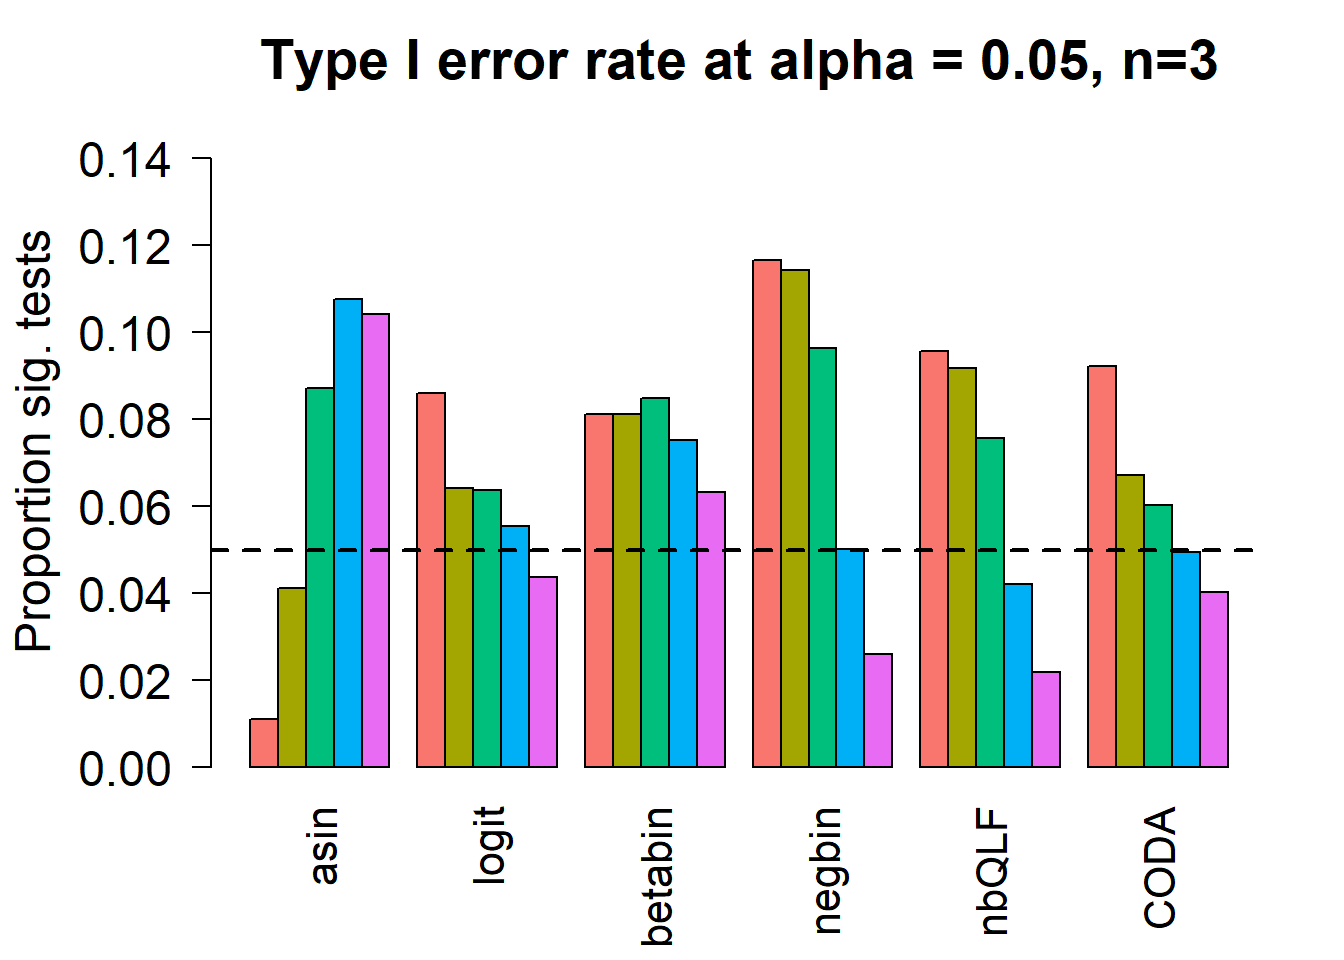 Type I error rate at alpha = 0.05, n=3
Proportion sig. tests
0.14
0.12
0.10
0.08
0.06
0.04
0.02
0.00
asin
logit
betabin
negbin
nbQLF
CODA